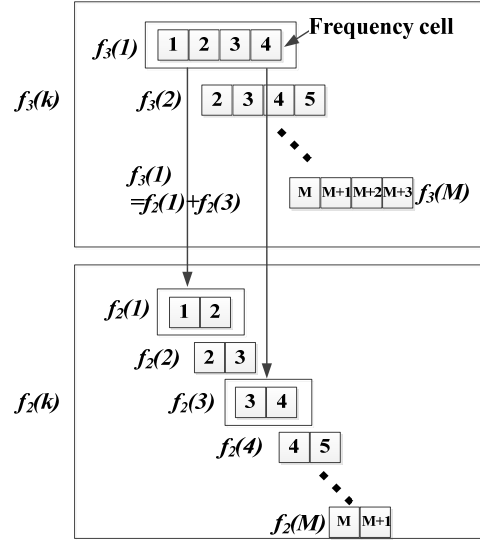 Frequency cell
f₃(1) 1 2 3 4
f₃(k) f₃(2) 2 3 4 5
f₃(1)
=f₂(1)+f₂(3)
M M+1 M+2 M+3 f₃(M)
f₂(1) 1 2
f₂(2) 2 3
f₂(k) f₂(3) 3 4
f₂(4) 4 5
f₂(M) M M+1